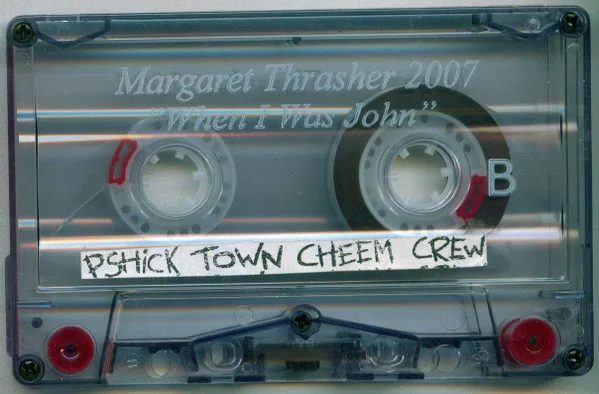 Margaret Thrasher 2007
“When I Was John”
B
PSHICK TOWN CHEEM CREW